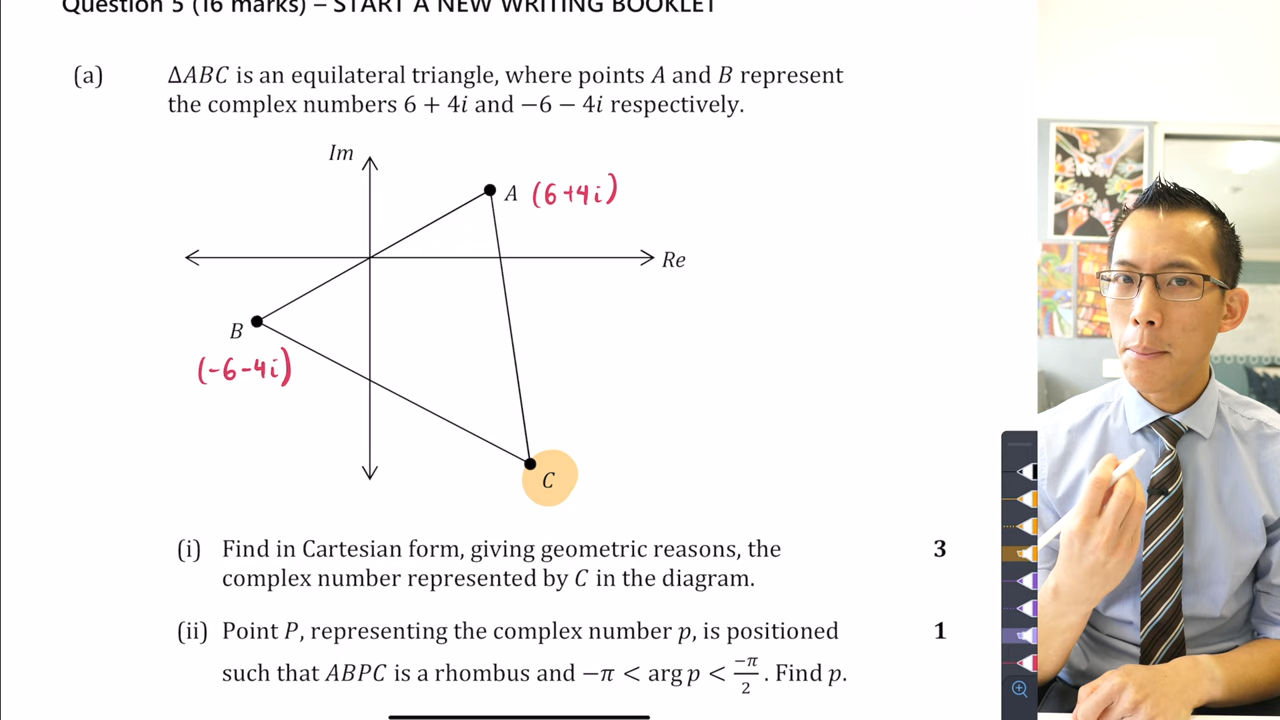 Question 5 (16 marks) – START A NEW WRITING BOOKLET
(a) ΔABC is an equilateral triangle, where points A and B represent
the complex numbers 6 + 4i and −6 − 4i respectively.
Im
A (6+4i)
Re
B
(-6-4i)
C
(i) Find in Cartesian form, giving geometric reasons, the 3
complex number represented by C in the diagram.
(ii) Point P, representing the complex number p, is positioned 1
such that ABPC is a rhombus and −π < arg p < −π/2 . Find p.